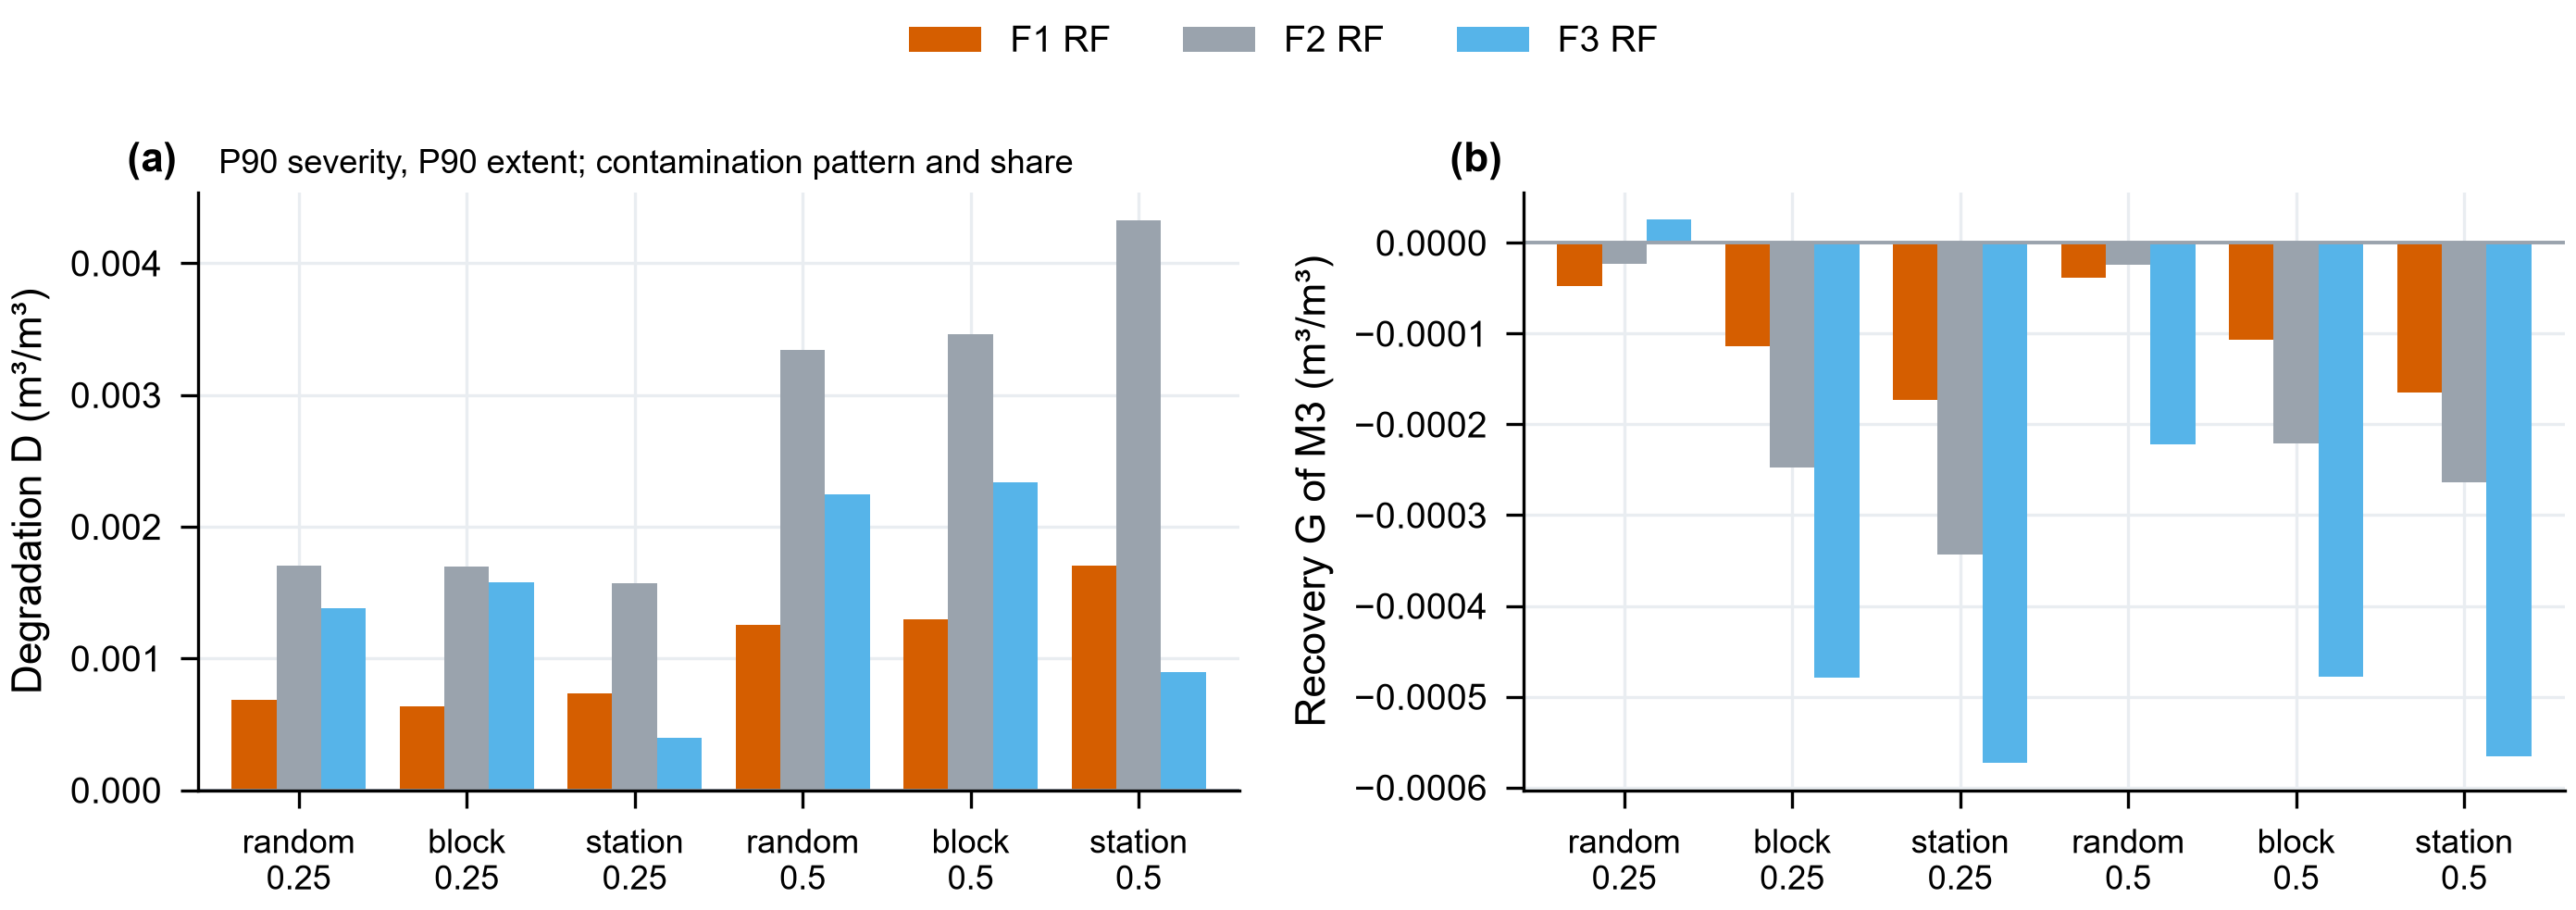 F1 RF
F2 RF
F3 RF
(a)
P90 severity, P90 extent; contamination pattern and share
Degradation D (m³/m³)
0.004
0.003
0.002
0.001
0.000
random
0.25
block
0.25
station
0.25
random
0.5
block
0.5
station
0.5
(b)
Recovery G of M3 (m³/m³)
0.0000
−0.0001
−0.0002
−0.0003
−0.0004
−0.0005
−0.0006
random
0.25
block
0.25
station
0.25
random
0.5
block
0.5
station
0.5